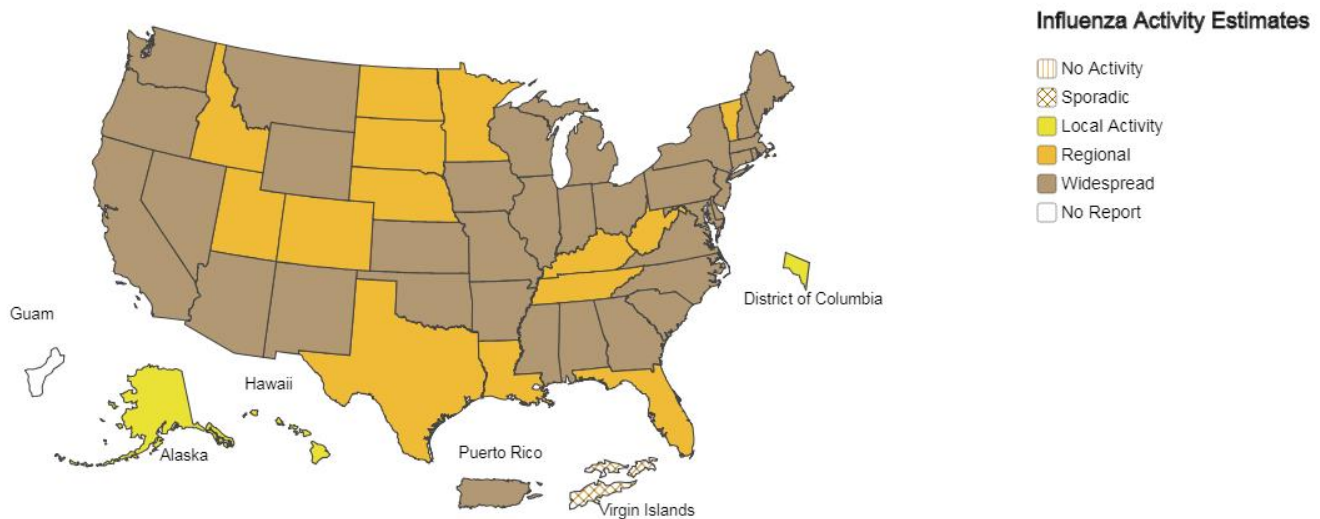 Influenza Activity Estimates
No Activity
Sporadic
Local Activity
Regional
Widespread
No Report
District of Columbia
Guam
Hawaii
Alaska
Puerto Rico
Virgin Islands